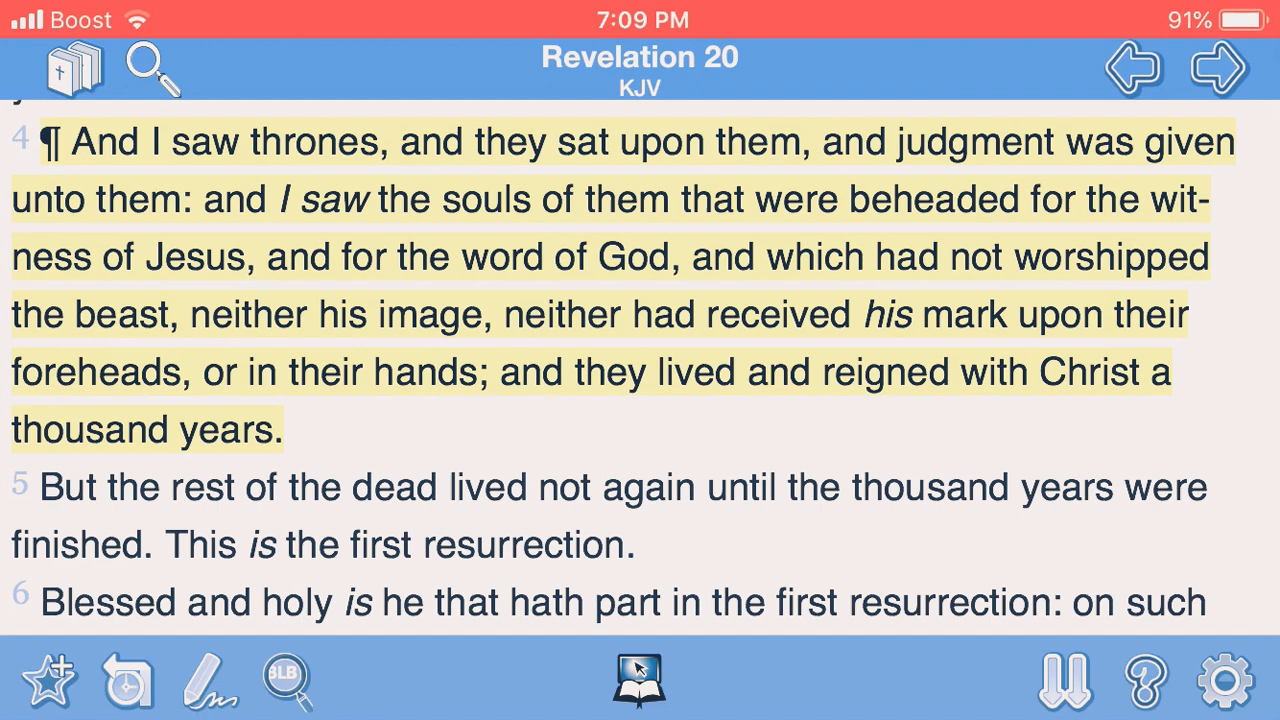 Boost 7:09 PM 91%
Revelation 20
KJV
4 ¶ And I saw thrones, and they sat upon them, and judgment was given
unto them: and I saw the souls of them that were beheaded for the wit-
ness of Jesus, and for the word of God, and which had not worshipped
the beast, neither his image, neither had received his mark upon their
foreheads, or in their hands; and they lived and reigned with Christ a
thousand years.
5 But the rest of the dead lived not again until the thousand years were
finished. This is the first resurrection.
6 Blessed and holy is he that hath part in the first resurrection: on such
BLB